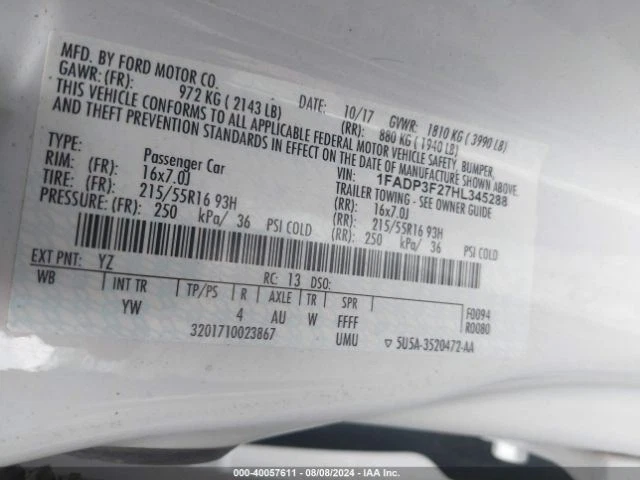 MFD. BY FORD MOTOR CO.
DATE: 10/17 GVWR: 1810 KG ( 3990 LB)
GAWR: (FR): 972 KG ( 2143 LB) (RR): 880 KG ( 1940 LB)
THIS VEHICLE CONFORMS TO ALL APPLICABLE FEDERAL MOTOR VEHICLE SAFETY, BUMPER,
AND THEFT PREVENTION STANDARDS IN EFFECT ON THE DATE OF MANUFACTURE SHOWN ABOVE.
VIN: 1FADP3F27HL345288
TYPE: Passenger Car TRAILER TOWING - SEE OWNER GUIDE
RIM: (FR): 16x7.0J (RR): 16x7.0J
TIRE: (FR): 215/55R16 93H (RR): 215/55R16 93H
PRESSURE: (FR): 250 kPa/ 36 PSI COLD (RR): 250 kPa/ 36 PSI COLD
EXT PNT: YZ RC: 13 DSO:
WB INT TR TP/PS R AXLE TR SPR F0094
YW 4 AU W FFFF R0080
3201710023867 UMU 5U5A-3520472-AA
© IMAGE - 40057611 - 08/08/2024 - IAA Inc.